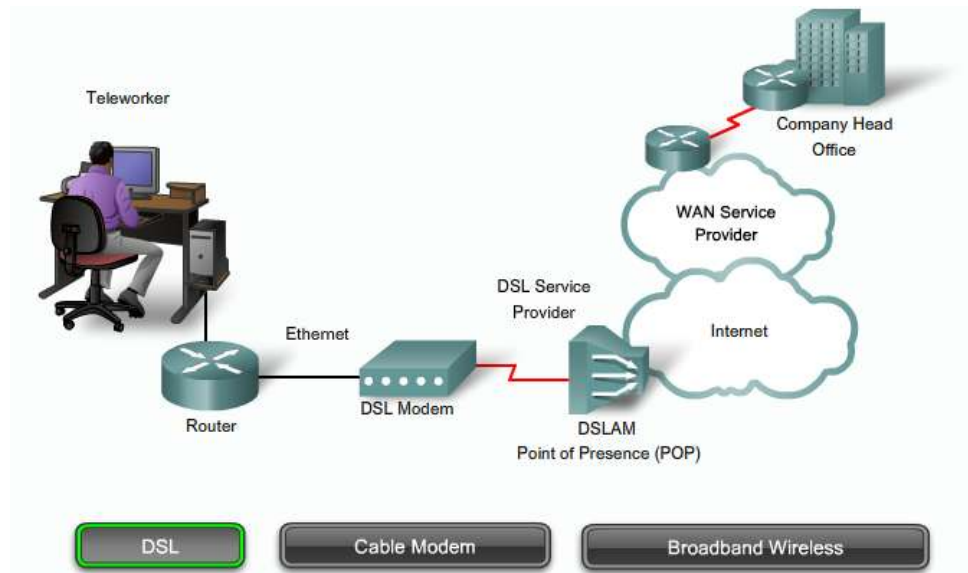 Teleworker
Company Head
Office
WAN Service
Provider
DSL Service
Provider
Internet
Ethernet
DSL Modem
Router
DSLAM
Point of Presence (POP)
DSL
Cable Modem
Broadband Wireless